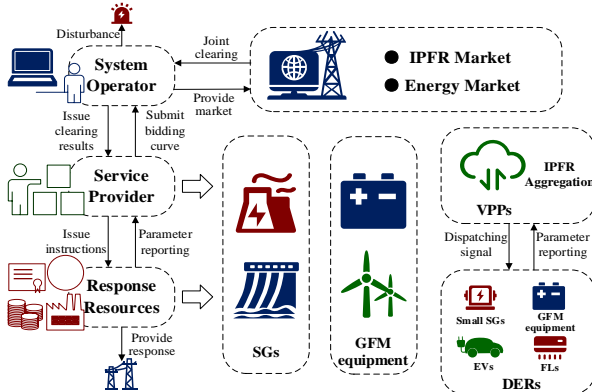 Disturbance
System
Operator
Joint
clearing
Provide
market
IPFR Market
Energy Market
Issue
clearing
results
Submit
bidding
curve
Service
Provider
Issue
instructions
Parameter
reporting
Response
Resources
Provide
response
SGs
GFM
equipment
IPFR
Aggregation
VPPs
Dispatching
signal
Parameter
reporting
Small SGs
GFM
equipment
EVs
FLs
DERs